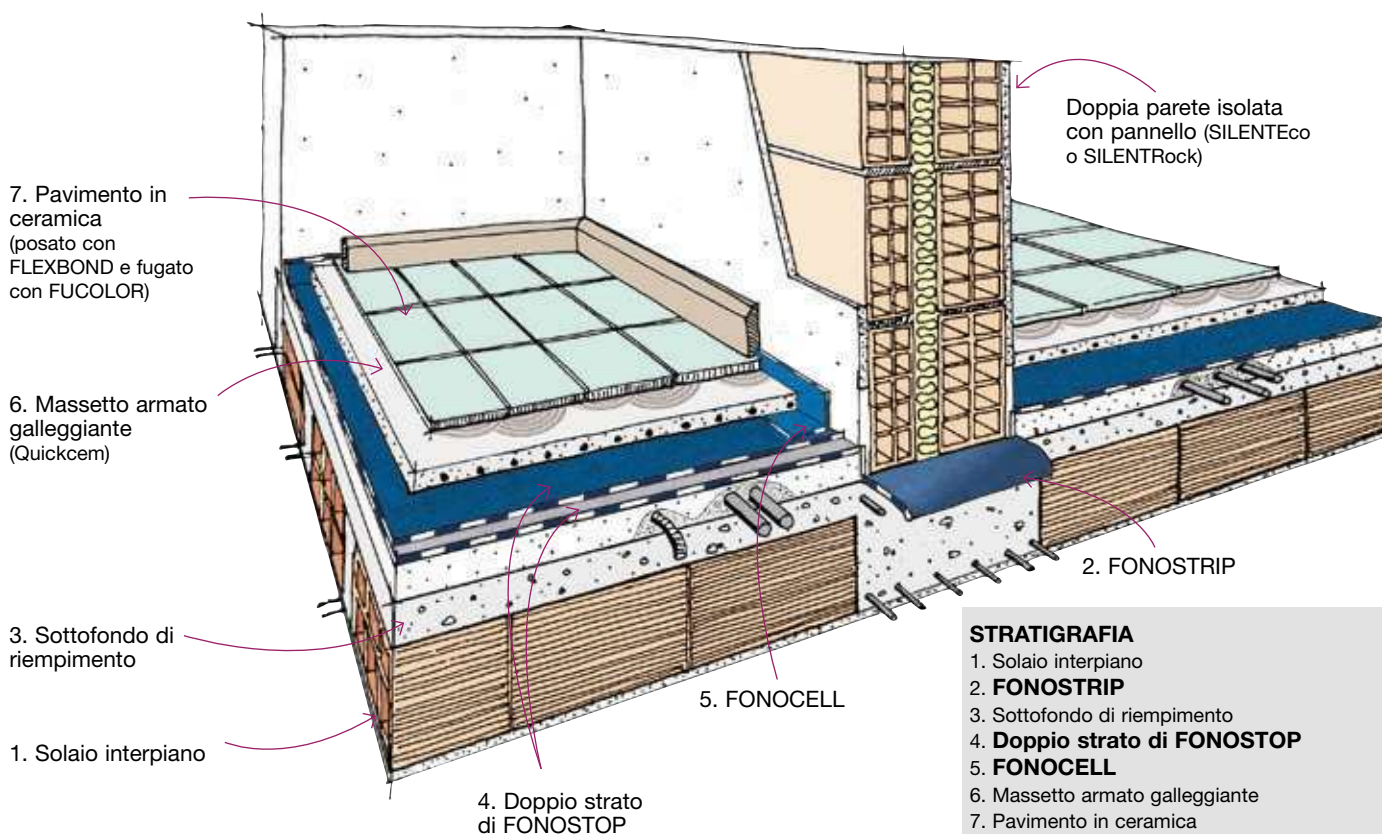 Doppia parete isolata
con pannello (SILENTEco
o SILENTRock)
7. Pavimento in
ceramica
(posato con
FLEXBOND e fugato
con FUCOLOR)
6. Massetto armato
galleggiante
(Quickcem)
2. FONOSTRIP
3. Sottofondo di
riempimento
5. FONOCELL
1. Solaio interpiano
4. Doppio strato
di FONOSTOP
STRATIGRAFIA
1. Solaio interpiano
2. FONOSTRIP
3. Sottofondo di riempimento
4. Doppio strato di FONOSTOP
5. FONOCELL
6. Massetto armato galleggiante
7. Pavimento in ceramica